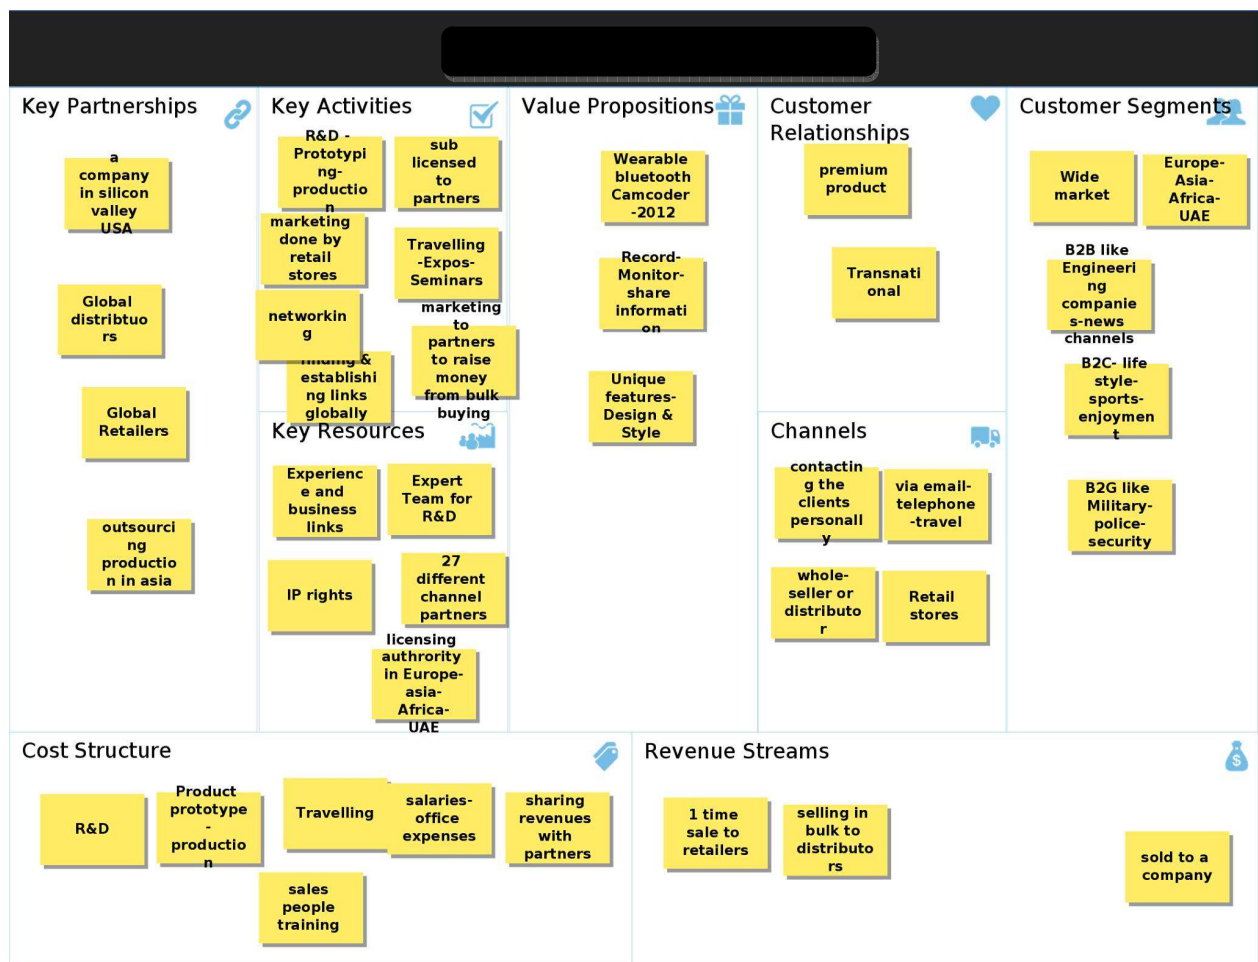 Key Partnerships
a
company
in silicon
valley
USA
Global
distribtuo
rs
Global
Retailers
outsourci
ng
productio
n in asia
Key Activities
R&D -
Prototypi
ng-
productio
n
sub
licensed
to
partners
marketing
done by
retail
stores
Travelling
-Expos-
Seminars
networkin
g
finding &
establishi
ng links
globally
marketing
to
partners
to raise
money
from bulk
buying
Key Resources
Experienc
e and
business
links
Expert
Team for
R&D
IP rights
27
different
channel
partners
licensing
authrority
in Europe-
asia-
Africa-
UAE
Value Propositions
Wearable
bluetooth
Camcoder
-2012
Record-
Monitor-
share
informati
on
Unique
features-
Design &
Style
Customer
Relationships
premium
product
Transnati
onal
Channels
contactin
g the
clients
personall
y
via email-
telephone
-travel
whole-
seller or
distributo
r
Retail
stores
Customer Segments
Wide
market
Europe-
Asia-
Africa-
UAE
B2B like
Engineeri
ng
companie
s-news
channels
B2C- life
style-
sports-
enjoymen
t
B2G like
Military-
police-
security
Cost Structure
R&D
Product
prototype
-
productio
n
Travelling
salaries-
office
expenses
sharing
revenues
with
partners
sales
people
training
Revenue Streams
1 time
sale to
retailers
selling in
bulk to
distributo
rs
sold to a
company